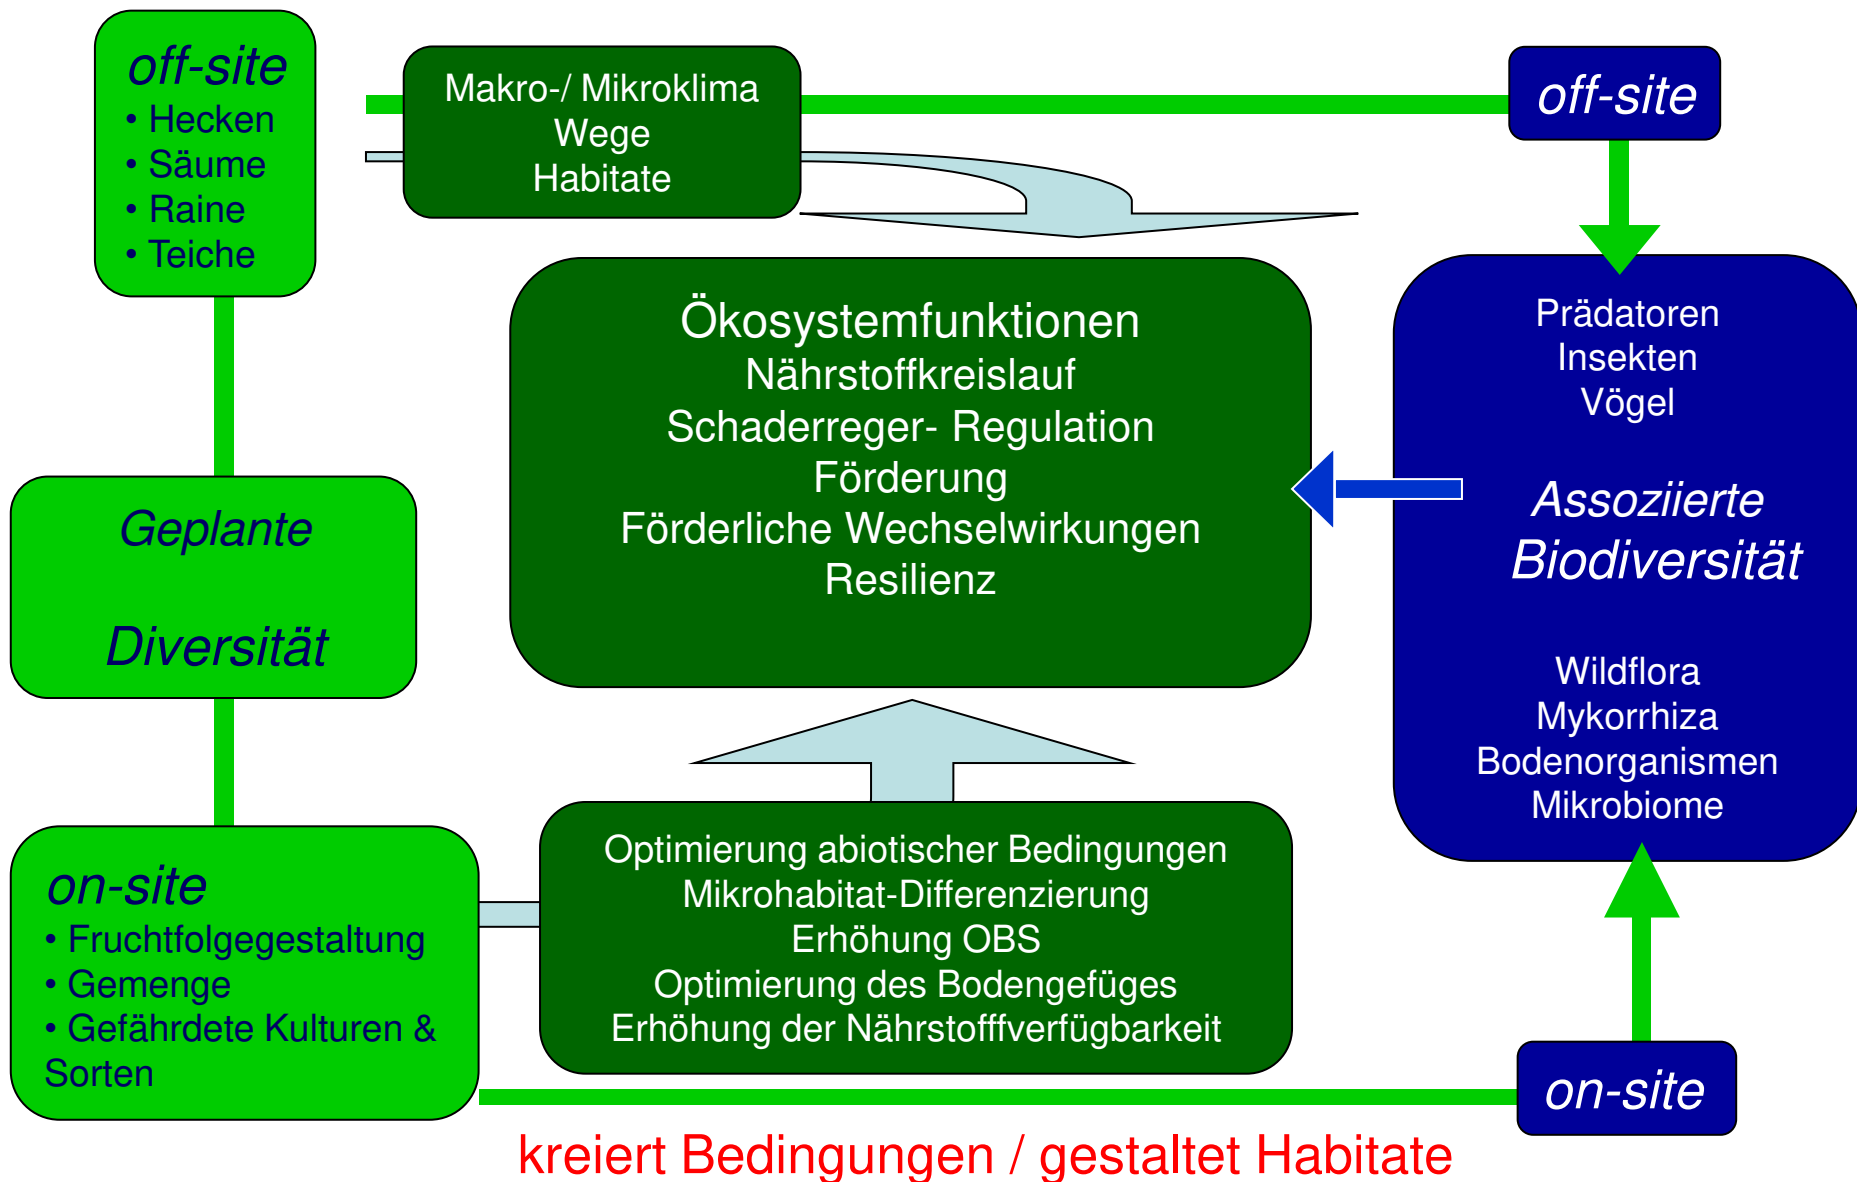 off-site
• Hecken
• Säume
• Raine
• Teiche
Makro-/ Mikroklima
Wege
Habitate
off-site
Ökosystemfunktionen
Nährstoffkreislauf
Schaderreger- Regulation
Förderung
Förderliche Wechselwirkungen
Resilienz
Prädatoren
Insekten
Vögel
Assoziierte
Biodiversität
Wildflora
Mykorrhiza
Bodenorganismen
Mikrobiome
Geplante
Diversität
on-site
• Fruchtfolgegestaltung
• Gemenge
• Gefährdete Kulturen &
Sorten
Optimierung abiotischer Bedingungen
Mikrohabitat-Differenzierung
Erhöhung OBS
Optimierung des Bodengefüges
Erhöhung der Nährstofffverfügbarkeit
on-site
kreiert Bedingungen / gestaltet Habitate